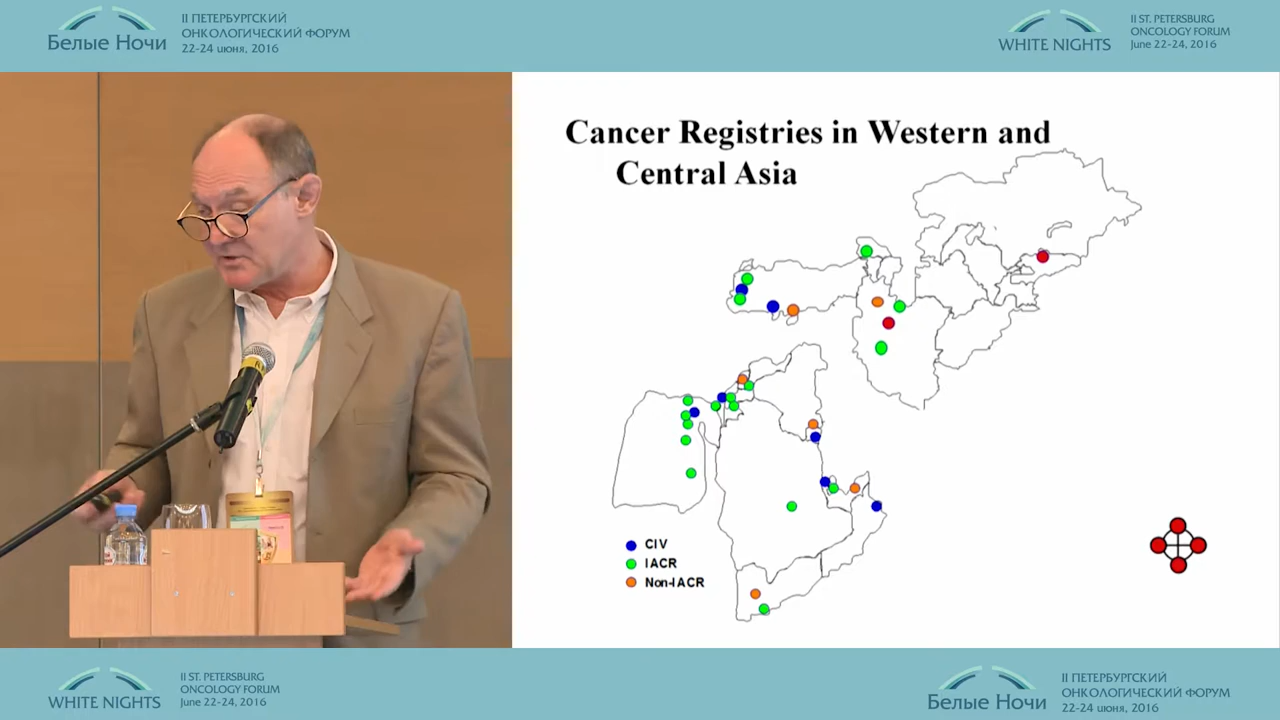 II ПЕТЕРБУРГСКИЙ
ОНКОЛОГИЧЕСКИЙ ФОРУМ
Белые Ночи
22-24 июня, 2016
II ST. PETERSBURG
ONCOLOGY FORUM
WHITE NIGHTS
June 22-24, 2016
Cancer Registries in Western and
Central Asia
CIV
IACR
Non-IACR
II ST. PETERSBURG
ONCOLOGY FORUM
WHITE NIGHTS
June 22-24, 2016
II ПЕТЕРБУРГСКИЙ
ОНКОЛОГИЧЕСКИЙ ФОРУМ
Белые Ночи
22-24 июня, 2016